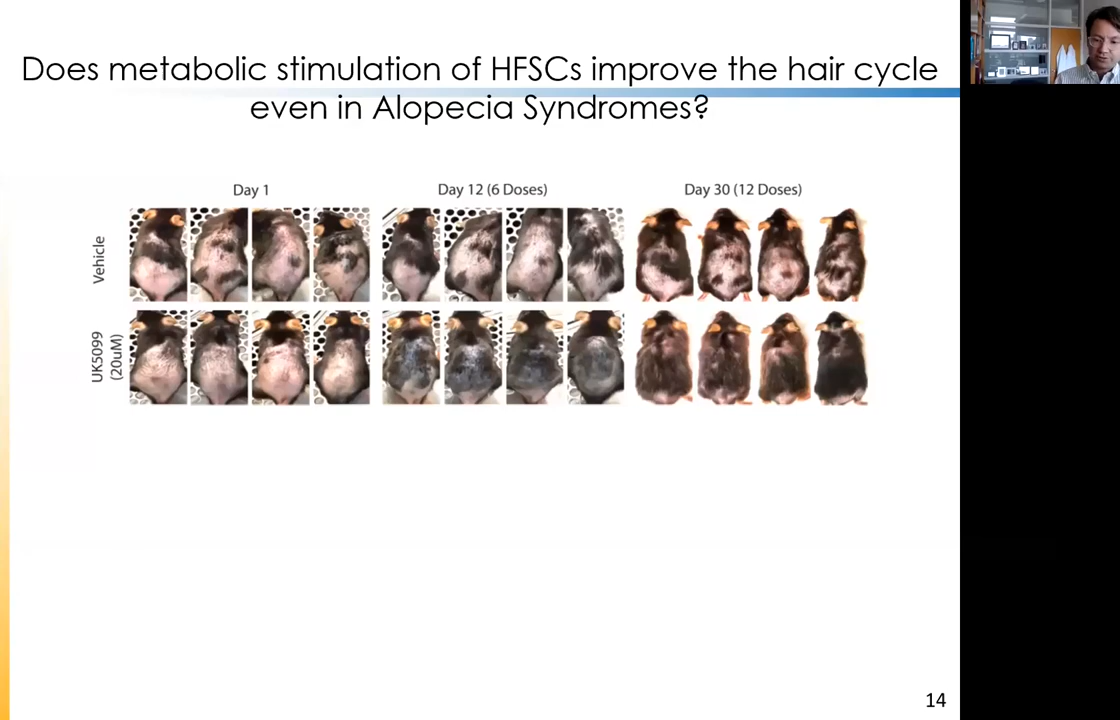 Does metabolic stimulation of HFSCs improve the hair cycle
even in Alopecia Syndromes?
Day 1
Day 12 (6 Doses)
Day 30 (12 Doses)
Vehicle
UK5099
(20uM)
14